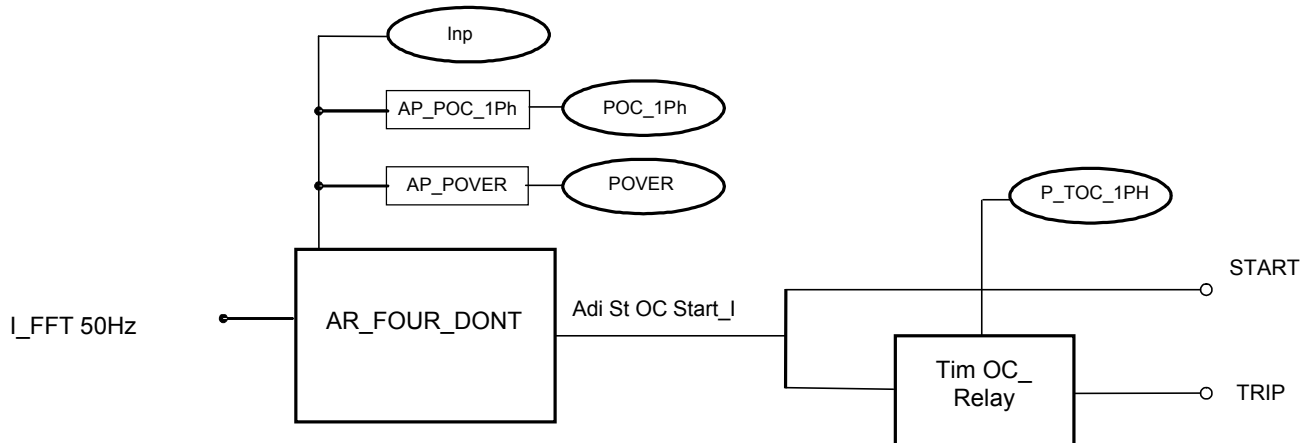 Inp
AP_POC_1Ph
POC_1Ph
AP_POVER
POVER
P_TOC_1PH
START
I_FFT 50Hz
AR_FOUR_DONT
Adi St OC Start_I
Tim OC_
Relay
TRIP